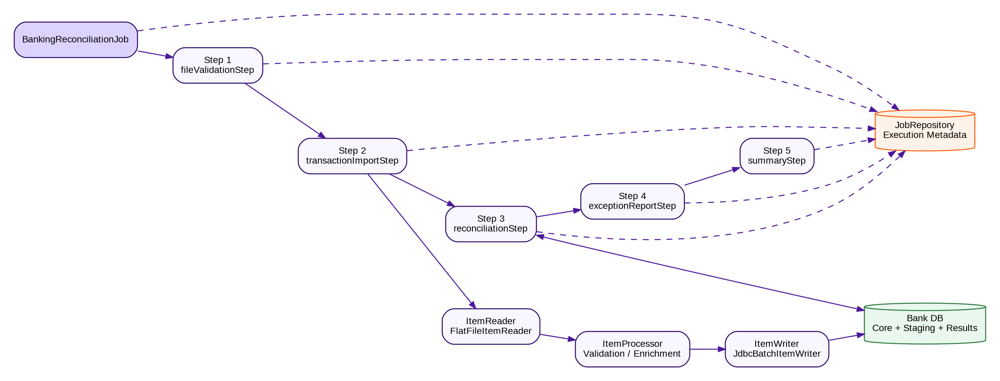 BankingReconciliationJob
Step 1
fileValidationStep
JobRepository
Execution Metadata
Step 2
transactionImportStep
Step 5
summaryStep
Step 4
exceptionReportStep
Step 3
reconciliationStep
Bank DB
Core + Staging + Results
ItemReader
FlatFileItemReader
ItemProcessor
Validation / Enrichment
ItemWriter
JdbcBatchItemWriter